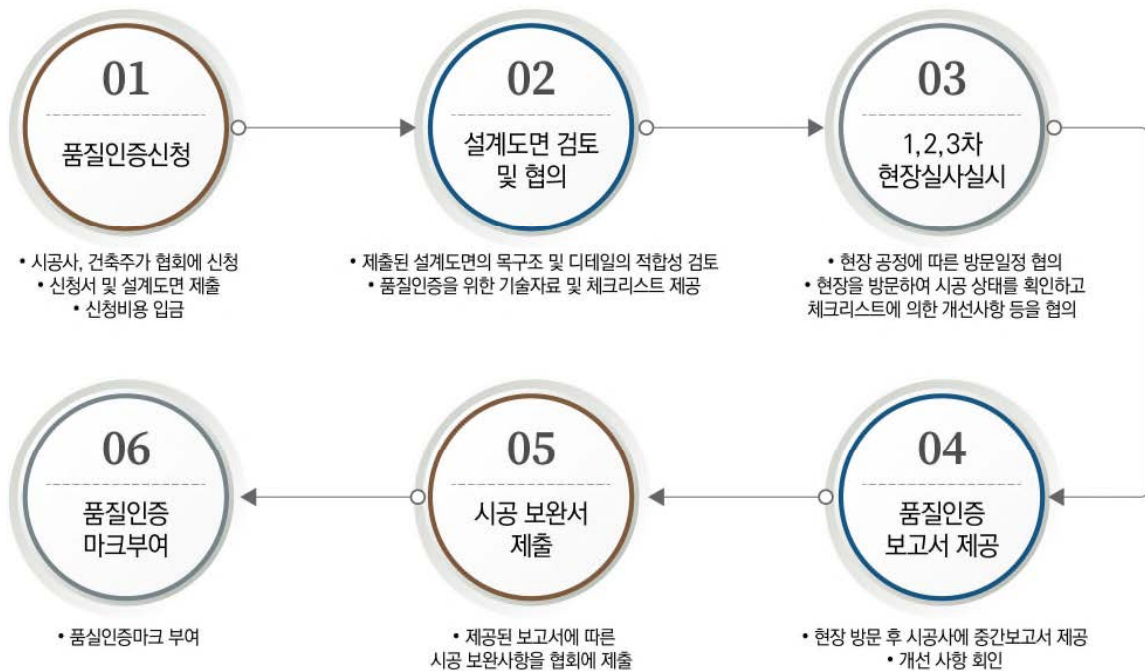 01
품질인증신청
• 시공사, 건축주가 협회에 신청
• 신청서 및 설계도면 제출
• 신청비용 입금
02
설계도면 검토
및 협의
• 제출된 설계도면의 목구조 및 디테일의 적합성 검토
• 품질인증을 위한 기술자료 및 체크리스트 제공
03
1,2,3차
현장실사실시
• 현장 공정에 따른 방문일정 협의
• 현장을 방문하여 시공 상태를 확인하고
체크리스트에 의한 개선사항 등을 협의
04
품질인증
보고서 제공
• 현장 방문 후 시공사에 중간보고서 제공
• 개선 사항 회인
05
시공 보완서
제출
• 제공된 보고서에 따른
시공 보완사항을 협회에 제출
06
품질인증
마크부여
• 품실인증마크 부여